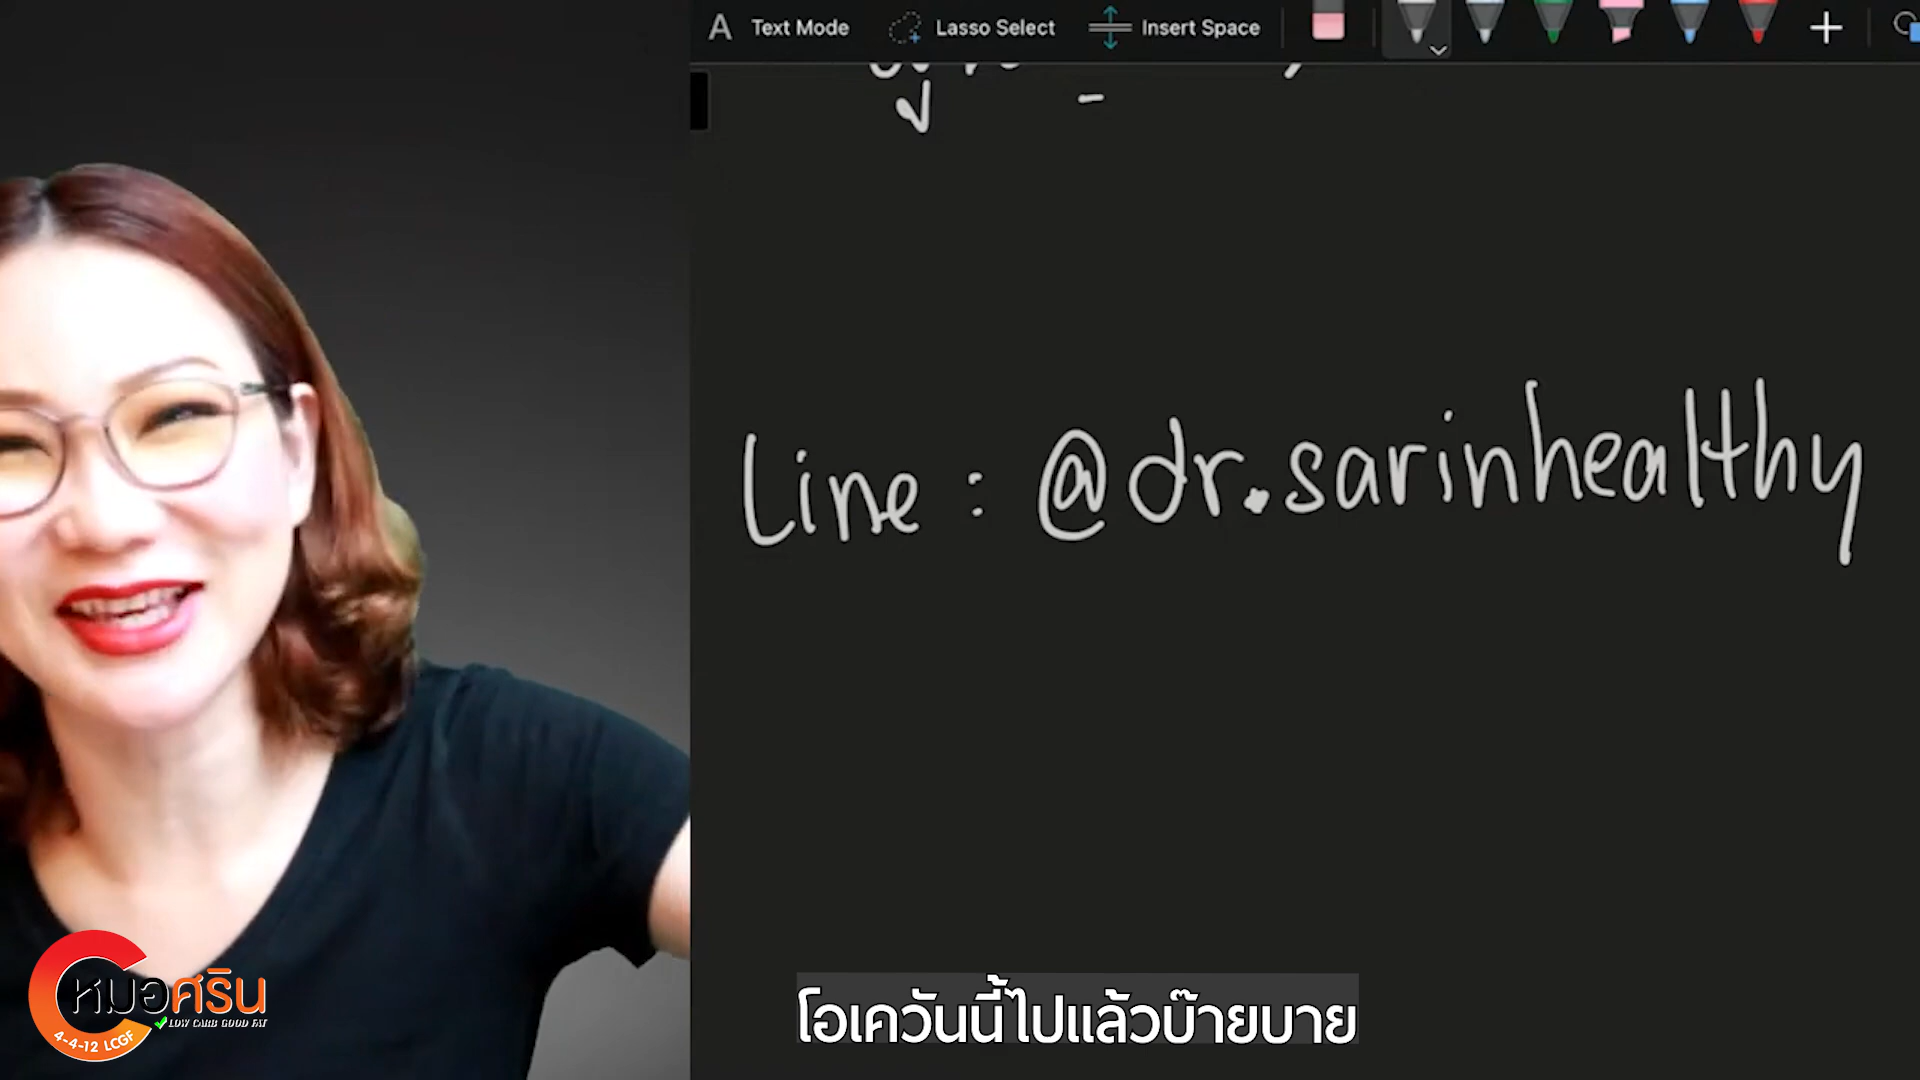 Text Mode
Lasso Select
Insert Space
Line : @dr.sarinhealthy
หมอศริน
LOW CARB GOOD FAT
4-4-12 LCGF
โอเควันนี้ไปแล้วบ๊ายบาย